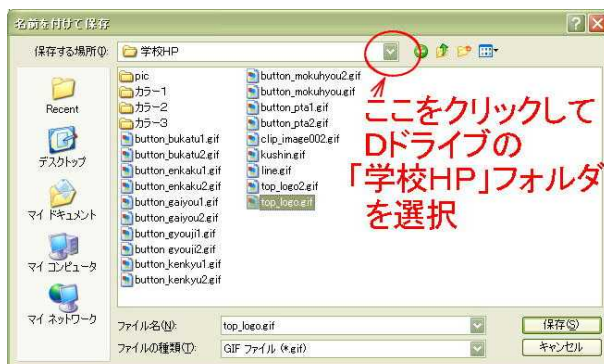 名前を付けて保存
保存する場所(I):
学校HP
Recent
デスクトップ
マイ ドキュメント
マイ コンピュータ
マイ ネットワーク
pic
カラー1
カラー2
カラー3
button_bukatu1.gif
button_bukatu2.gif
button_enkaku1.gif
button_enkaku2.gif
button_gaiyou1.gif
button_gaiyou2.gif
button_gyouji1.gif
button_gyouji2.gif
button_kenkyu1.gif
button_kenkyu2.gif
button_mokuhyou2.gif
button_mokuhyou.gif
button_pta1.gif
button_pta2.gif
clip_image002.gif
kushin.gif
line.gif
top_logo2.gif
top_logo.gif
ここをクリックして
Dドライブの
「学校HP」フォルダ
を選択
ファイル名(N):
top_logo.gif
保存(S)
ファイルの種類(T):
GIF ファイル (*.gif)
キャンセル